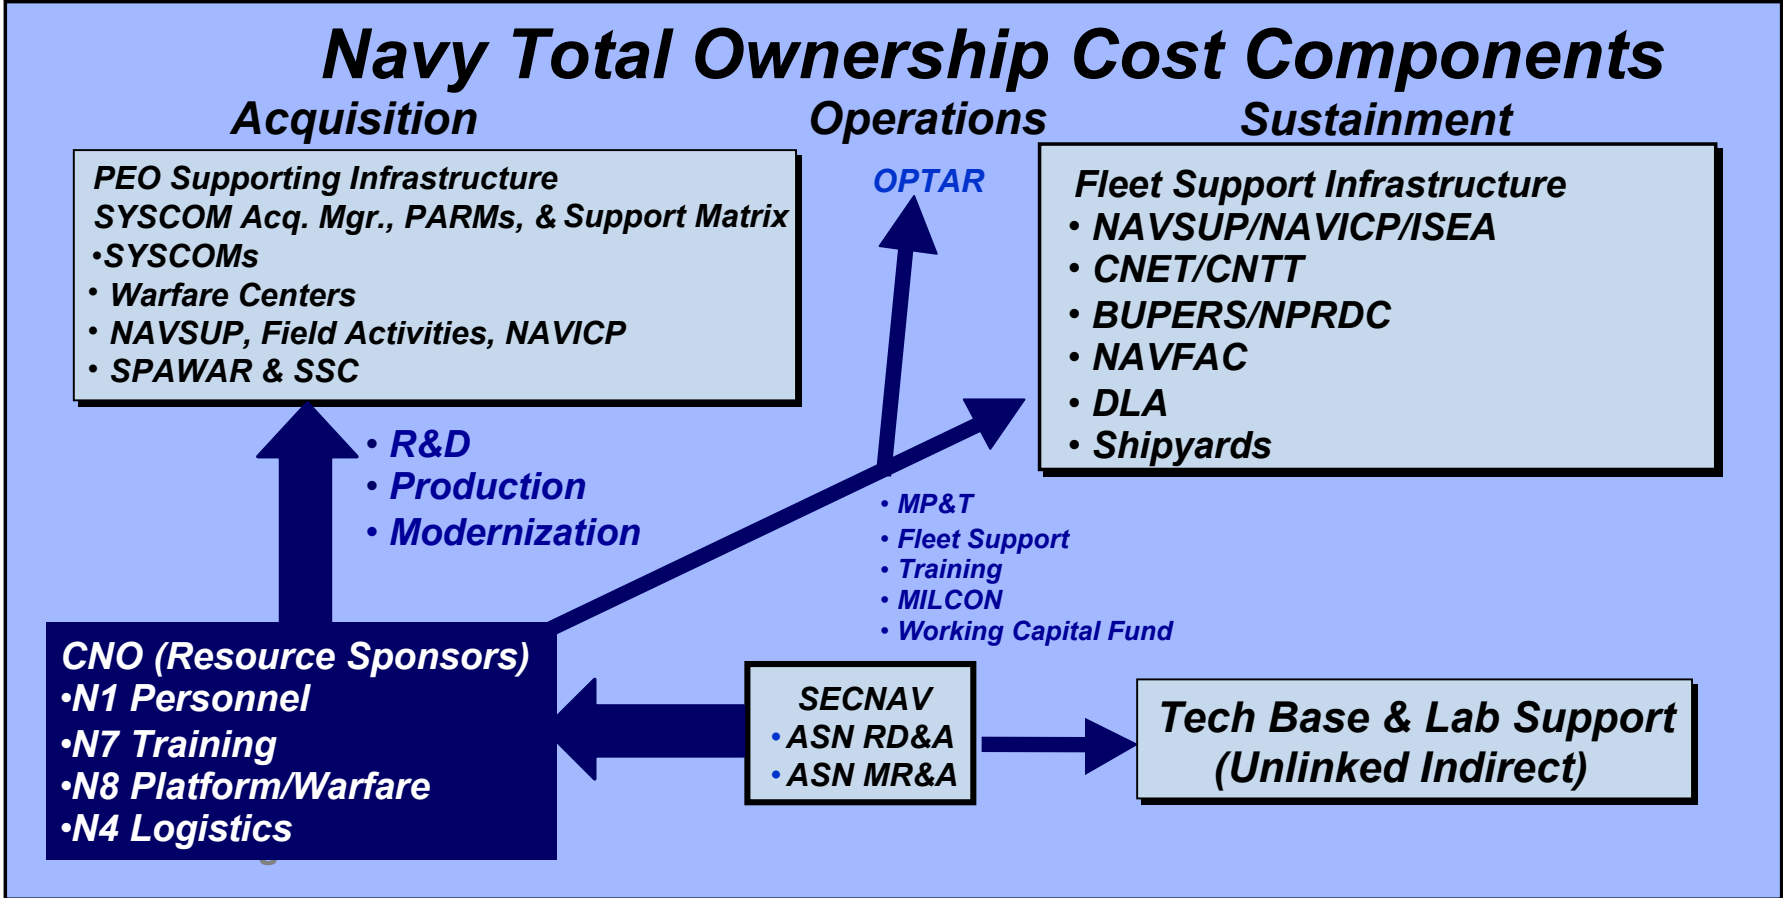 Navy Total Ownership Cost Components
Acquisition
Operations
Sustainment
PEO Supporting Infrastructure
SYSCOM Acq. Mgr., PARMs, & Support Matrix
•SYSCOMs
• Warfare Centers
• NAVSUP, Field Activities, NAVICP
• SPAWAR & SSC
OPTAR
Fleet Support Infrastructure
• NAVSUP/NAVICP/ISEA
• CNET/CNTT
• BUPERS/NPRDC
• NAVFAC
• DLA
• Shipyards
• R&D
• Production
• Modernization
• MP&T
• Fleet Support
• Training
• MILCON
• Working Capital Fund
CNO (Resource Sponsors)
•N1 Personnel
•N7 Training
•N8 Platform/Warfare
•N4 Logistics
SECNAV
• ASN RD&A
• ASN MR&A
Tech Base & Lab Support
(Unlinked Indirect)